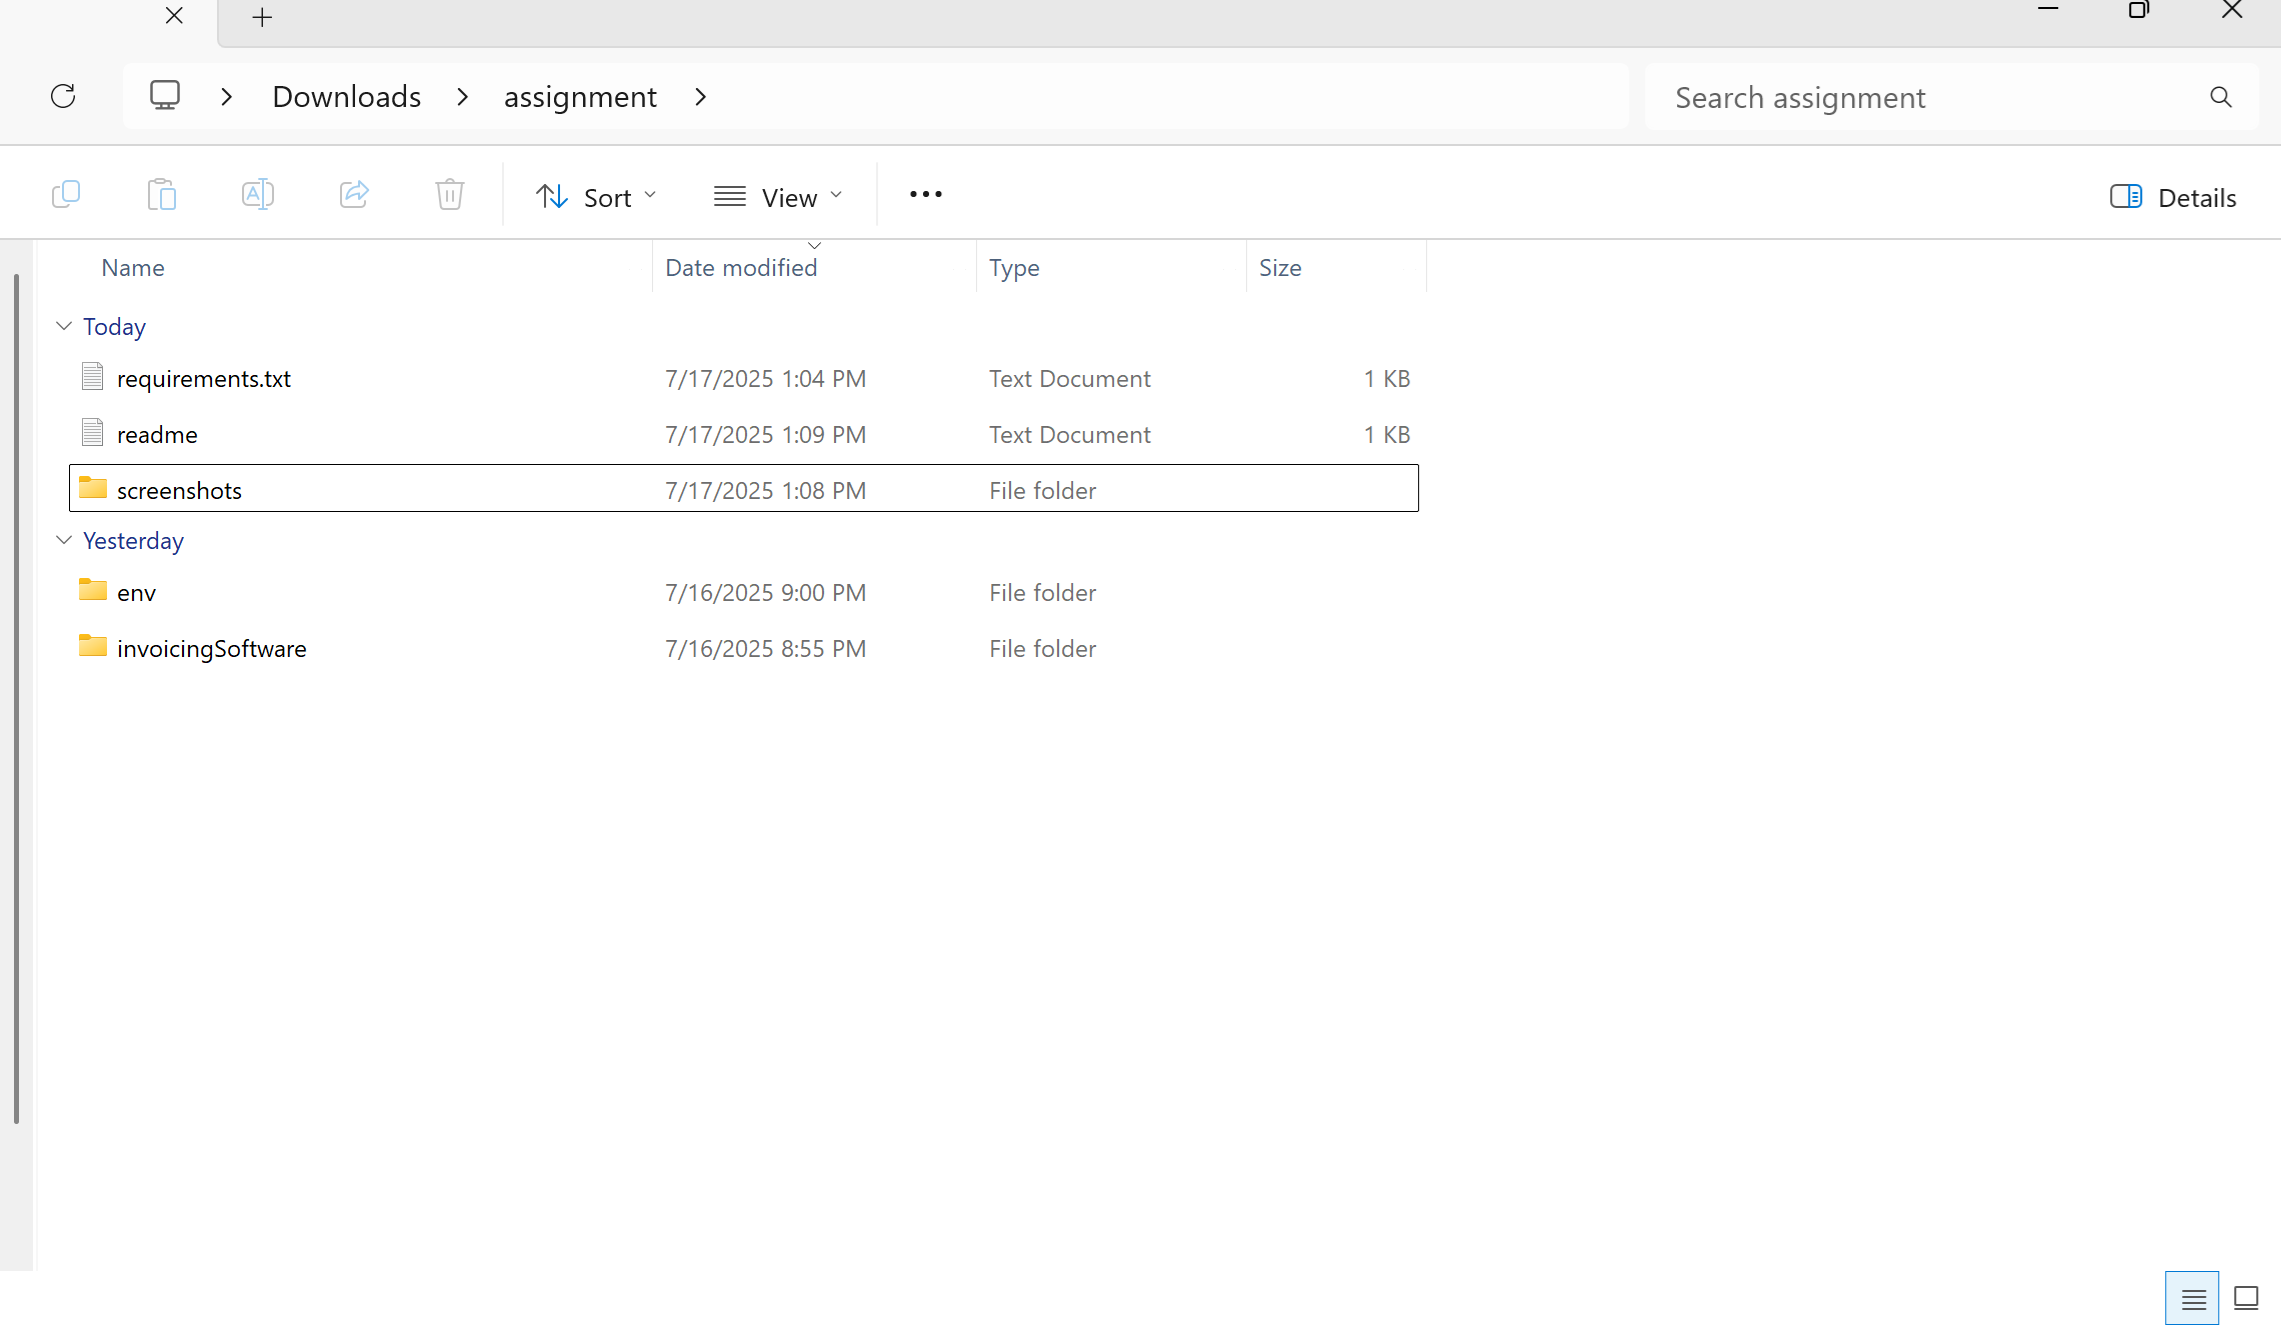 Downloads > assignment >
Search assignment
Sort View ••• Details
Name Date modified Type Size
Today
requirements.txt 7/17/2025 1:04 PM Text Document 1 KB
readme 7/17/2025 1:09 PM Text Document 1 KB
screenshots 7/17/2025 1:08 PM File folder
Yesterday
env 7/16/2025 9:00 PM File folder
invoicingSoftware 7/16/2025 8:55 PM File folder